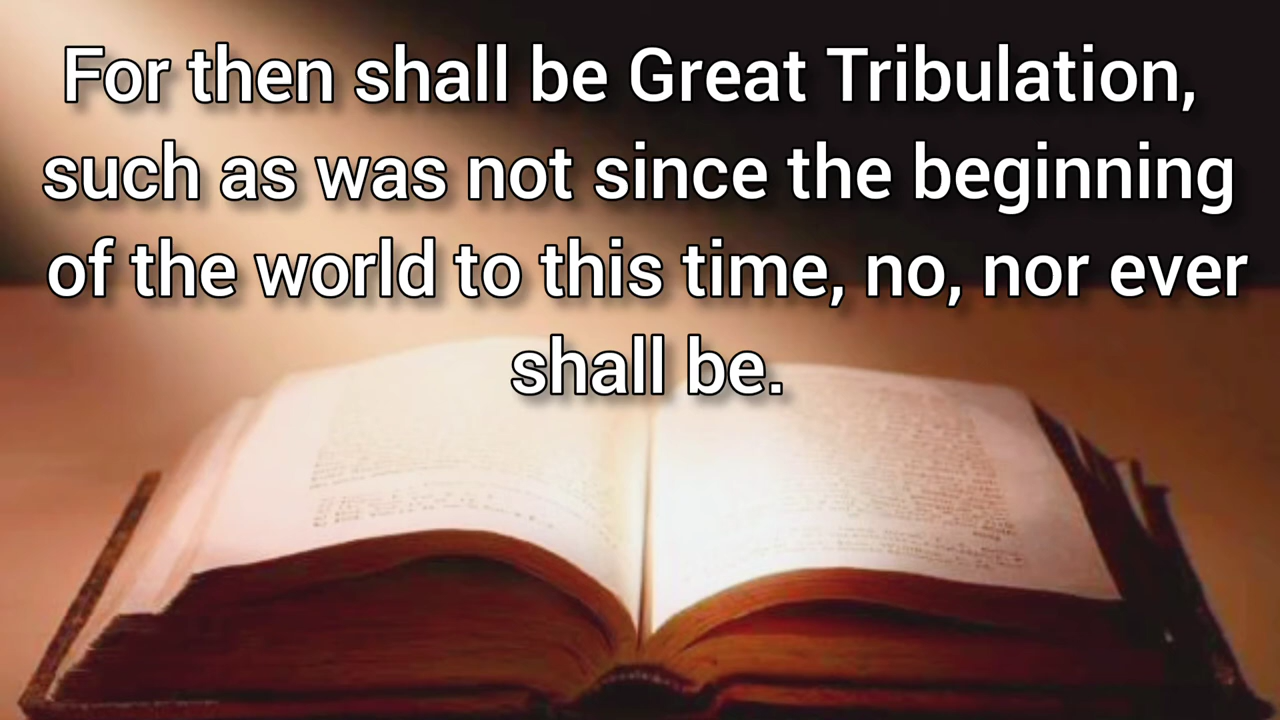 For then shall be Great Tribulation,
such as was not since the beginning
of the world to this time, no, nor ever
shall be.